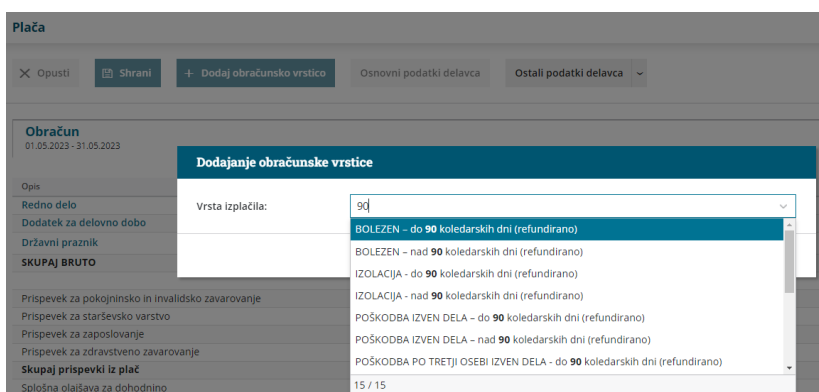 Plača
Opusti
Shrani
+ Dodaj obračunsko vrstico
Osnovni podatki delavca
Ostali podatki delavca
Obračun
01.05.2023 - 31.05.2023
Dodajanje obračunske vrstice
Opis
Redno delo
Dodatek za delovno dobo
Državni praznik
SKUPAJ BRUTO
Prispevek za pokojninsko in invalidsko zavarovanje
Prispevek za starševsko varstvo
Prispevek za zaposlovanje
Prispevek za zdravstveno zavarovanje
Skupaj prispevki iz plač
Splošna olajšava za dohodnino
Vrsta izplačila:
90
BOLEZEN – do 90 koledarskih dni (refundirano)
BOLEZEN – nad 90 koledarskih dni (refundirano)
IZOLACIJA - do 90 koledarskih dni (refundirano)
IZOLACIJA - nad 90 koledarskih dni (refundirano)
POŠKODBA IZVEN DELA – do 90 koledarskih dni (refundirano)
POŠKODBA IZVEN DELA – nad 90 koledarskih dni (refundirano)
POŠKODBA PO TRETJI OSEBI IZVEN DELA - do 90 koledarskih dni (refundirano)
15 / 15